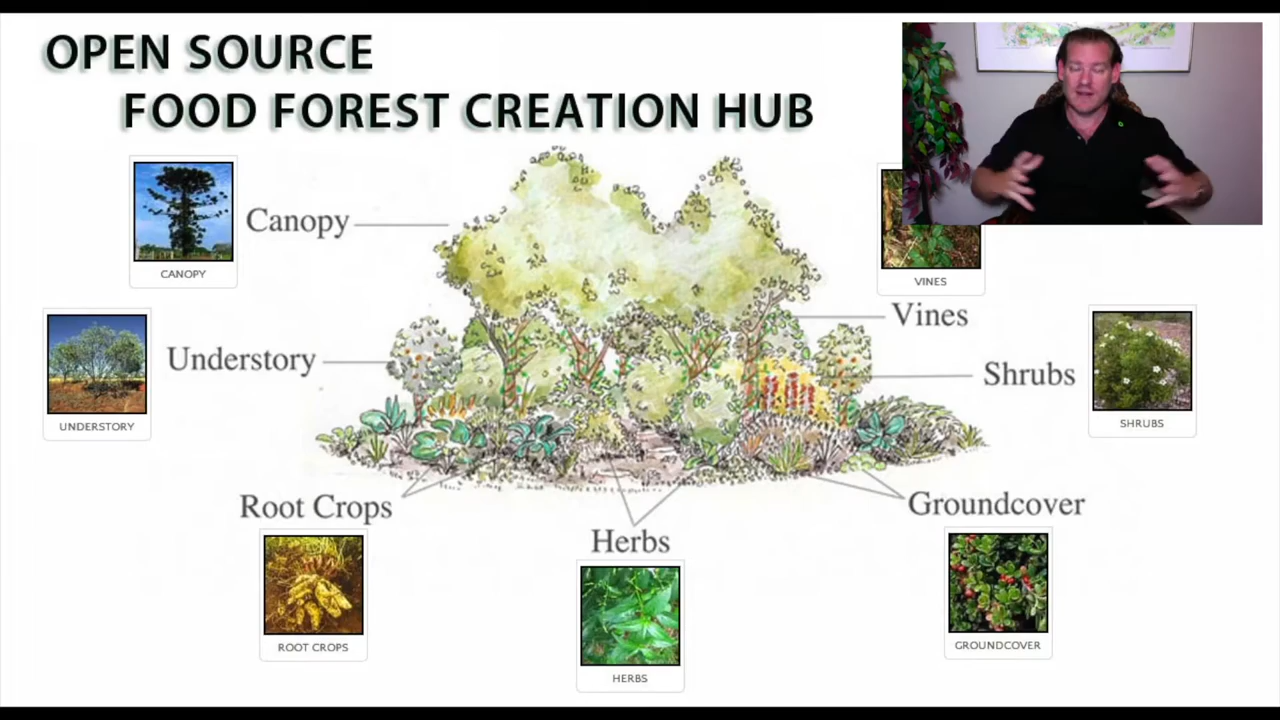 OPEN SOURCE
FOOD FOREST CREATION HUB
Canopy
CANOPY
VINES
Vines
Understory
UNDERSTORY
Shrubs
SHRUBS
Root Crops
ROOT CROPS
Herbs
HERBS
Groundcover
GROUNDCOVER